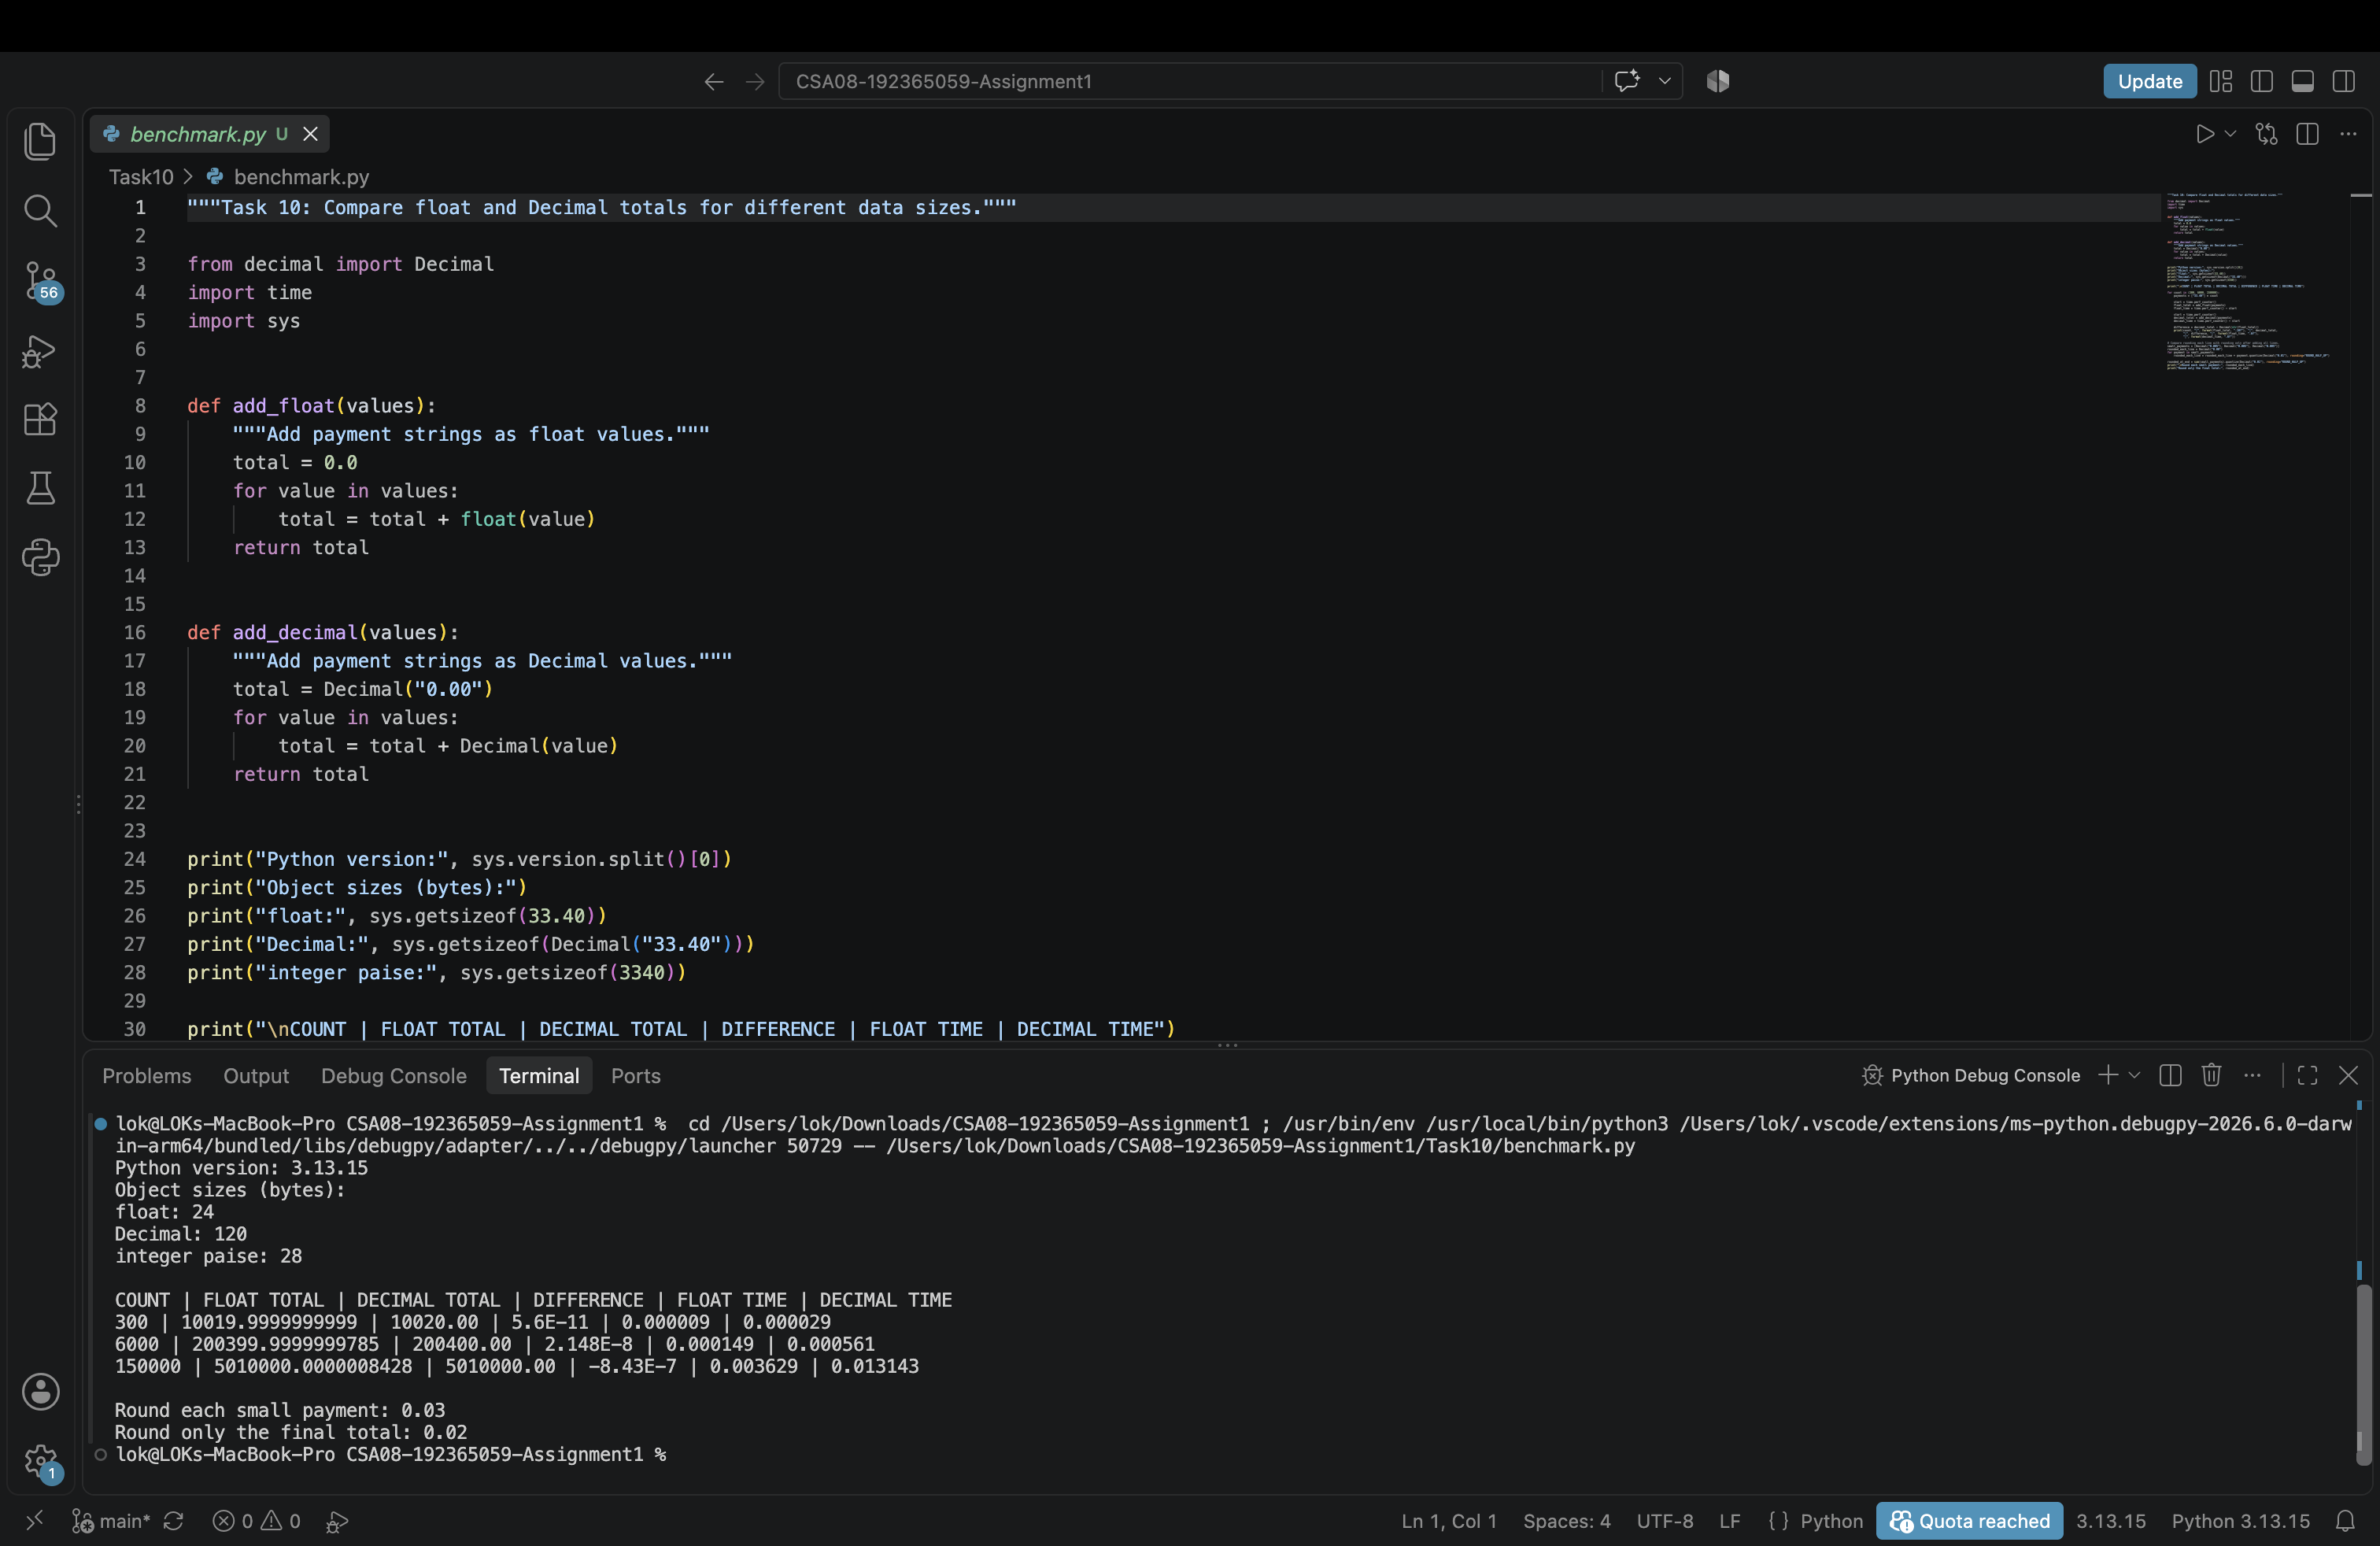 CSA08-192365059-Assignment1
Update
benchmark.py U
Task10 > benchmark.py
1 """Task 10: Compare float and Decimal totals for different data sizes."""
2
3 from decimal import Decimal
4 import time
5 import sys
6
7
8 def add_float(values):
9     """Add payment strings as float values."""
10     total = 0.0
11     for value in values:
12         total = total + float(value)
13     return total
14
15
16 def add_decimal(values):
17     """Add payment strings as Decimal values."""
18     total = Decimal("0.00")
19     for value in values:
20         total = total + Decimal(value)
21     return total
22
23
24 print("Python version:", sys.version.split()[0])
25 print("Object sizes (bytes):")
26 print("float:", sys.getsizeof(33.40))
27 print("Decimal:", sys.getsizeof(Decimal("33.40")))
28 print("integer paise:", sys.getsizeof(3340))
29
30 print("\nCOUNT | FLOAT TOTAL | DECIMAL TOTAL | DIFFERENCE | FLOAT TIME | DECIMAL TIME")
56
Problems Output Debug Console Terminal Ports
Python Debug Console
lok@LOKs-MacBook-Pro CSA08-192365059-Assignment1 %  cd /Users/lok/Downloads/CSA08-192365059-Assignment1 ; /usr/bin/env /usr/local/bin/python3 /Users/lok/.vscode/extensions/ms-python.debugpy-2026.6.0-darw
in-arm64/bundled/libs/debugpy/adapter/../../debugpy/launcher 50729 -- /Users/lok/Downloads/CSA08-192365059-Assignment1/Task10/benchmark.py
Python version: 3.13.15
Object sizes (bytes):
float: 24
Decimal: 120
integer paise: 28
COUNT | FLOAT TOTAL | DECIMAL TOTAL | DIFFERENCE | FLOAT TIME | DECIMAL TIME
300 | 10019.9999999999 | 10020.00 | 5.6E-11 | 0.000009 | 0.000029
6000 | 200399.9999999785 | 200400.00 | 2.148E-8 | 0.000149 | 0.000561
150000 | 5010000.0000008428 | 5010000.00 | -8.43E-7 | 0.003629 | 0.013143
Round each small payment: 0.03
Round only the final total: 0.02
lok@LOKs-MacBook-Pro CSA08-192365059-Assignment1 %
1
main* 0 0 Ln 1, Col 1 Spaces: 4 UTF-8 LF { } Python Quota reached 3.13.15 Python 3.13.15